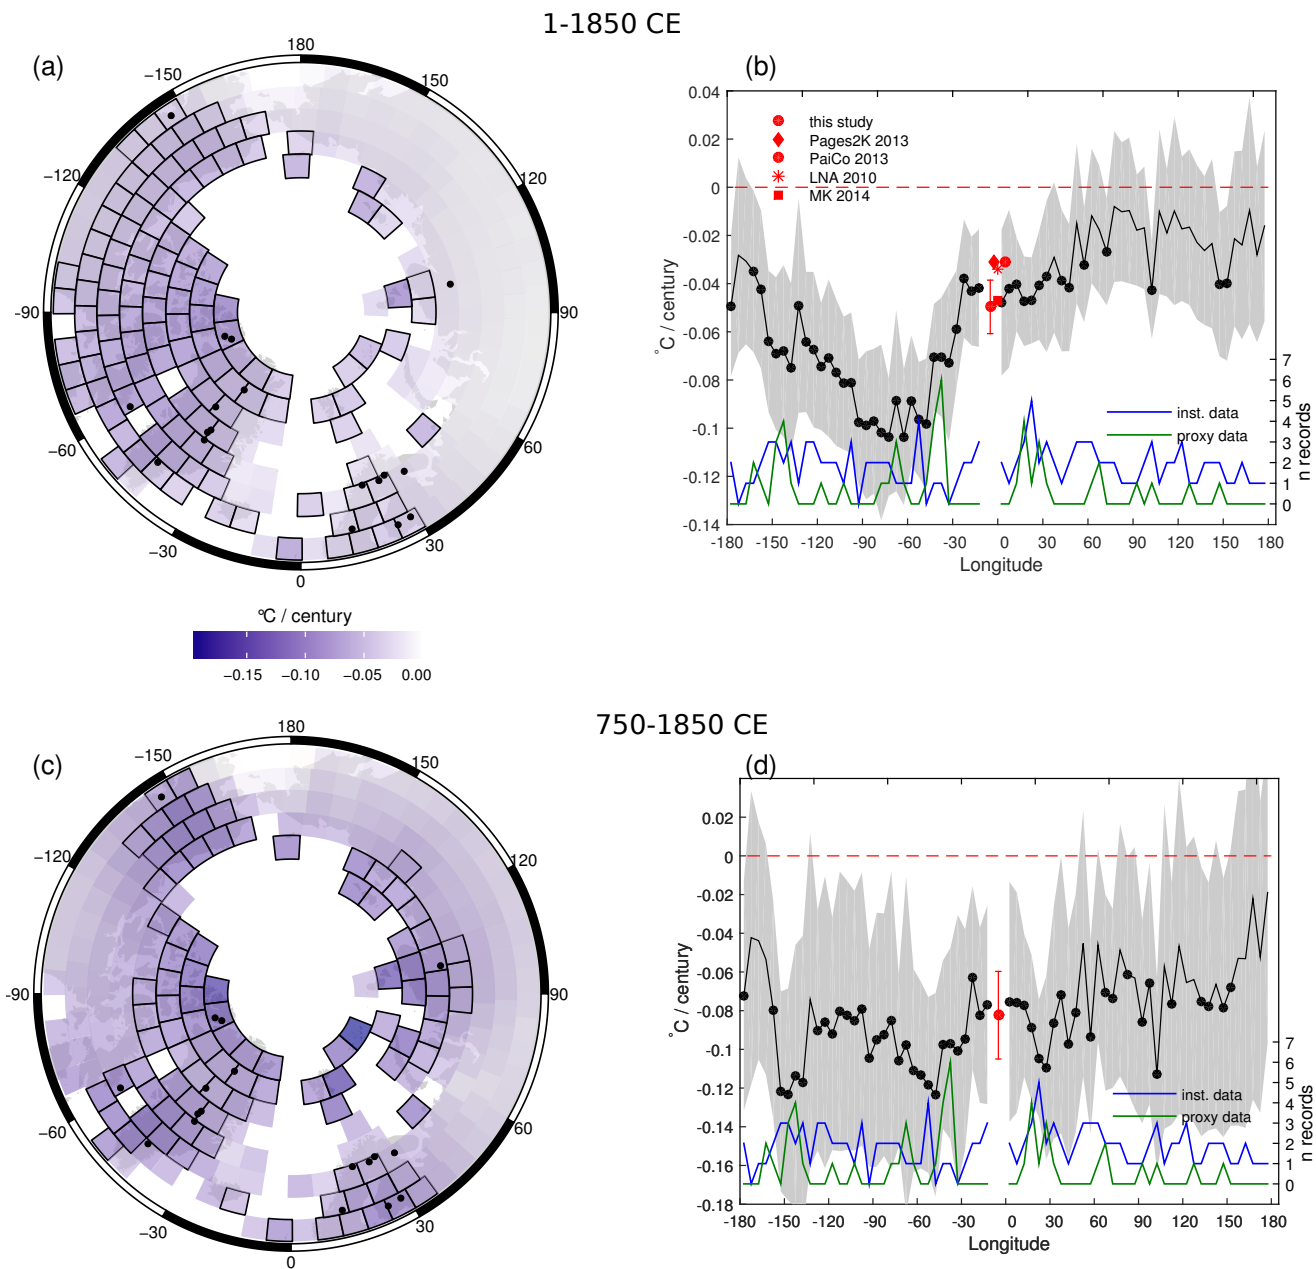 1-1850 CE
(a)
180
150
120
90
60
30
0
−30
−60
-90
−120
−150
°C / century
−0.15
−0.10
−0.05
0.00
(b)
0.04
0.02
0
-0.02
-0.04
-0.06
-0.08
-0.1
-0.12
-0.14
°C / century
this study
Pages2K 2013
PaiCo 2013
LNA 2010
MK 2014
inst. data
proxy data
7
6
5
4
3
2
1
0
n records
-180 -150 -120 -90 -60 -30 0 30 60 90 120 150 180
Longitude
750-1850 CE
(c)
180
150
120
90
60
30
0
−30
−60
-90
−120
−150
(d)
0.02
0
-0.02
-0.04
-0.06
-0.08
-0.1
-0.12
-0.14
-0.16
-0.18
°C / century
inst. data
proxy data
7
6
5
4
3
2
1
0
n records
-180 -150 -120 -90 -60 -30 0 30 60 90 120 150 180
Longitude